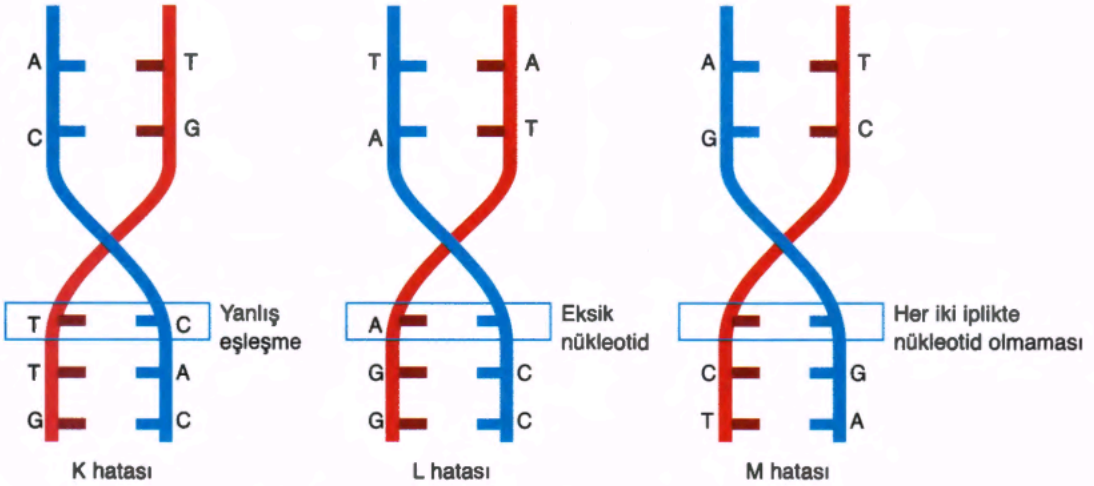 A T T A A T
C G A T G C
T C Yanlış A Eksik Her iki iplikte
eşleşme nükleotid nükleotid olmaması
T A G C C G
G C G C T A
K hatası L hatası M hatası